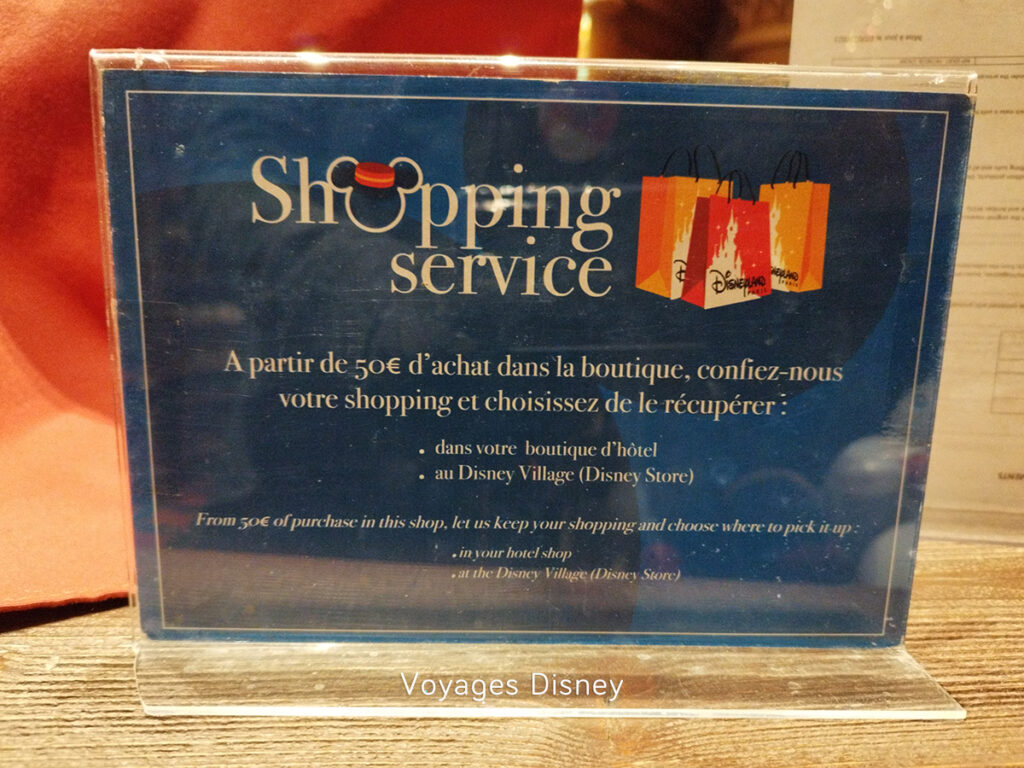 Shopping
service
Disneyland
PARIS
A partir de 50€ d'achat dans la boutique, confiez-nous
votre shopping et choisissez de le récupérer :
• dans votre boutique d'hôtel
• au Disney Village (Disney Store)
From 50€ of purchase in this shop, let us keep your shopping and choose where to pick it up :
• in your hotel shop
• at the Disney Village (Disney Store)
Voyages Disney